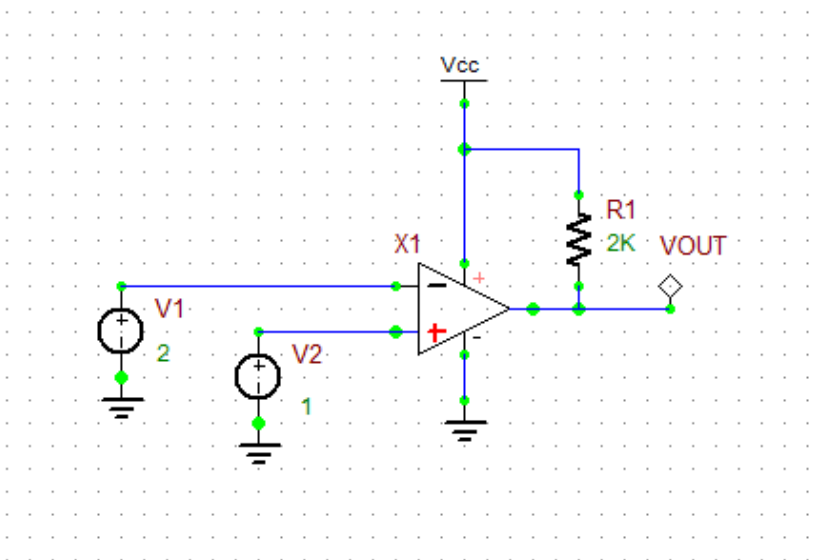 Vcc
R1
2K
VOUT
X1
+
−
V1
+
2
+
-
V2
+
1